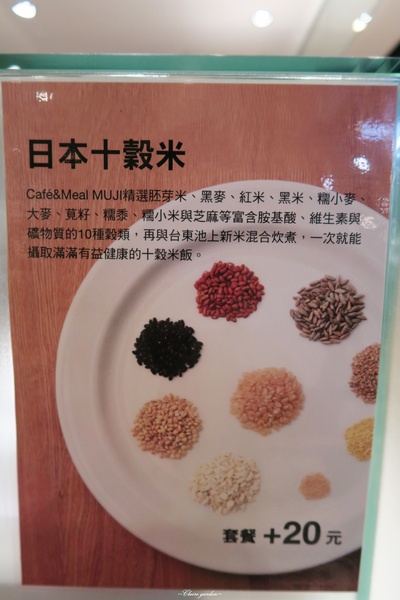 日本十穀米
Café&Meal MUJI精選胚芽米、黑麥、紅米、黑米、糯小麥、
大麥、莧籽、糯黍、糯小米與芝麻等富含胺基酸、維生素與
礦物質的10種穀類，再與台東池上新米混合炊煮，一次就能
攝取滿滿有益健康的十穀米飯。
套餐 +20 元
~Claire garden~